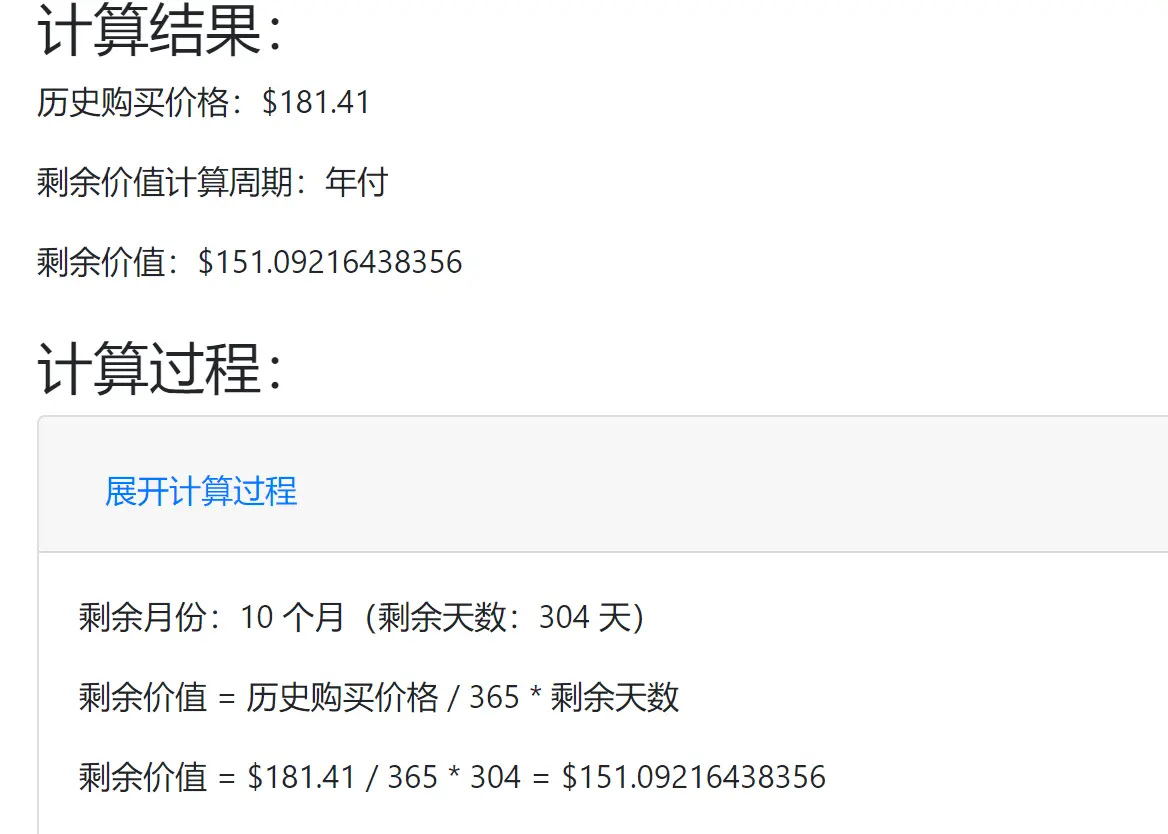 计算结果：
历史购买价格：$181.41
剩余价值计算周期：年付
剩余价值：$151.09216438356
计算过程：
展开计算过程
剩余月份：10 个月（剩余天数：304 天）
剩余价值 = 历史购买价格 / 365 * 剩余天数
剩余价值 = $181.41 / 365 * 304 = $151.09216438356